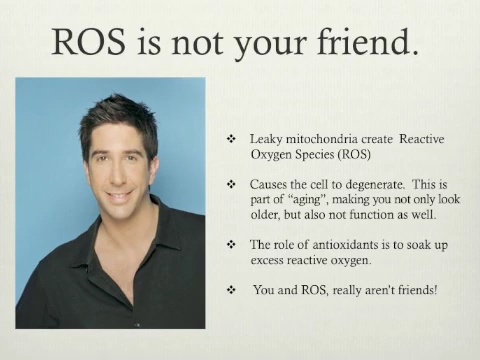 ROS is not your friend.
❖ Leaky mitochondria create Reactive
Oxygen Species (ROS)
❖ Causes the cell to degenerate. This is
part of “aging”, making you not only look
older, but also not function as well.
❖ The role of antioxidants is to soak up
excess reactive oxygen.
❖ You and ROS, really aren’t friends!